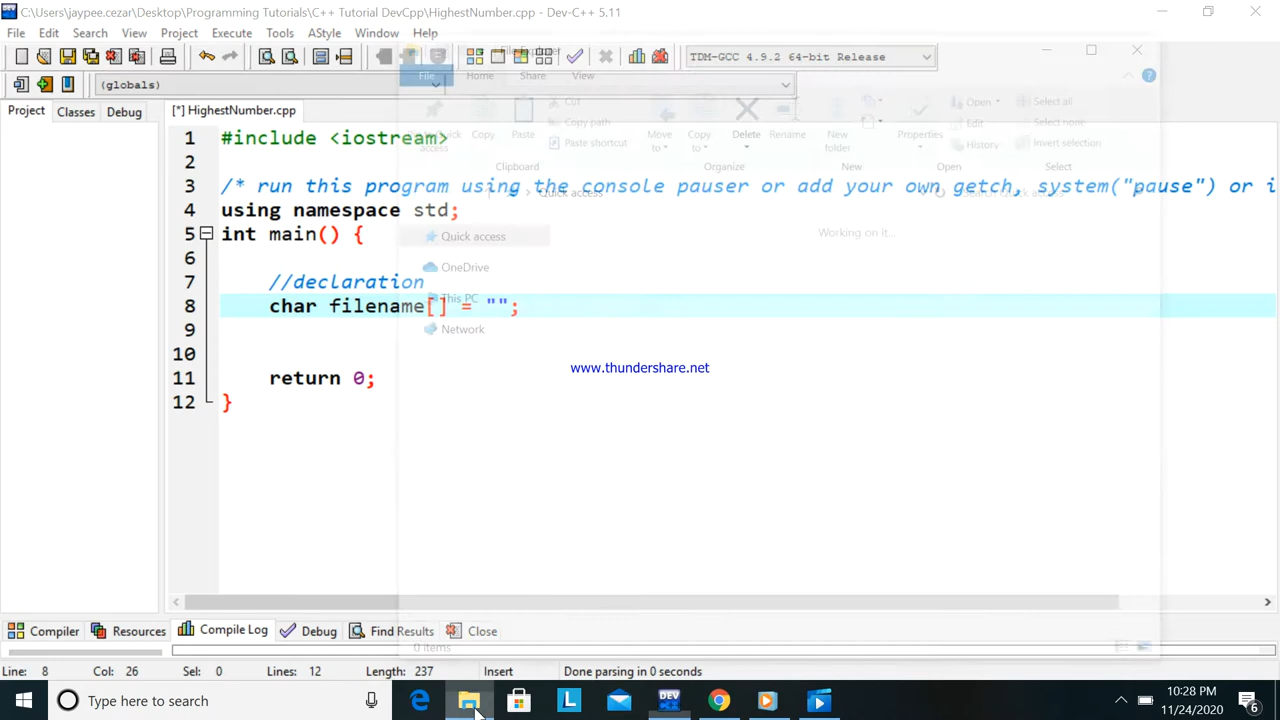 C:\Users\jaypee.cezar\Desktop\Programming Tutorials\C++ Tutorial DevCpp\HighestNumber.cpp - Dev-C++ 5.11
File Edit Search View Project Execute Tools AStyle Window Help
File Explorer
TDM-GCC 4.9.2 64-bit Release
File Home Share View
(globals)
Project Classes Debug
[*] HighestNumber.cpp
Cut
Copy path
Paste shortcut
access
Copy
Paste
Move to
Copy to
Delete
Rename
New folder
Properties
Open
Edit
History
Select all
Select none
Invert selection
Clipboard
Organize
New
Open
Select
1 #include <iostream>
2
3 /* run this program using the console pauser or add your own getch, system("pause") or i
Quick access
4 using namespace std;
5 int main() {
Quick access
Working on it...
6
OneDrive
7 //declaration
This PC
8 char filename[] = "";
9
Network
10
www.thundershare.net
11 return 0;
12 }
Compiler Resources Compile Log Debug Find Results Close
0 items
Line: 8 Col: 26 Sel: 0 Lines: 12 Length: 237 Insert Done parsing in 0 seconds
Type here to search
DEV
L
10:28 PM
11/24/2020
6